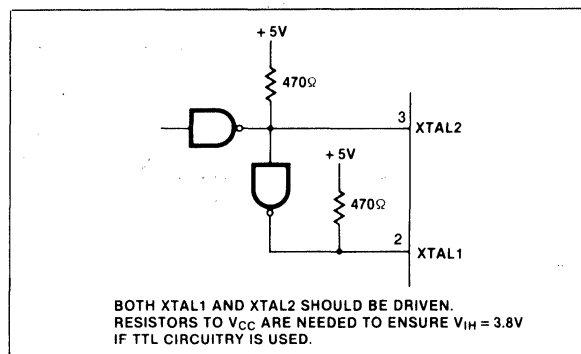 + 5V
470Ω
3
XTAL2
+ 5V
470Ω
2
XTAL1
BOTH XTAL1 AND XTAL2 SHOULD BE DRIVEN.
RESISTORS TO VCC ARE NEEDED TO ENSURE VIH = 3.8V
IF TTL CIRCUITRY IS USED.